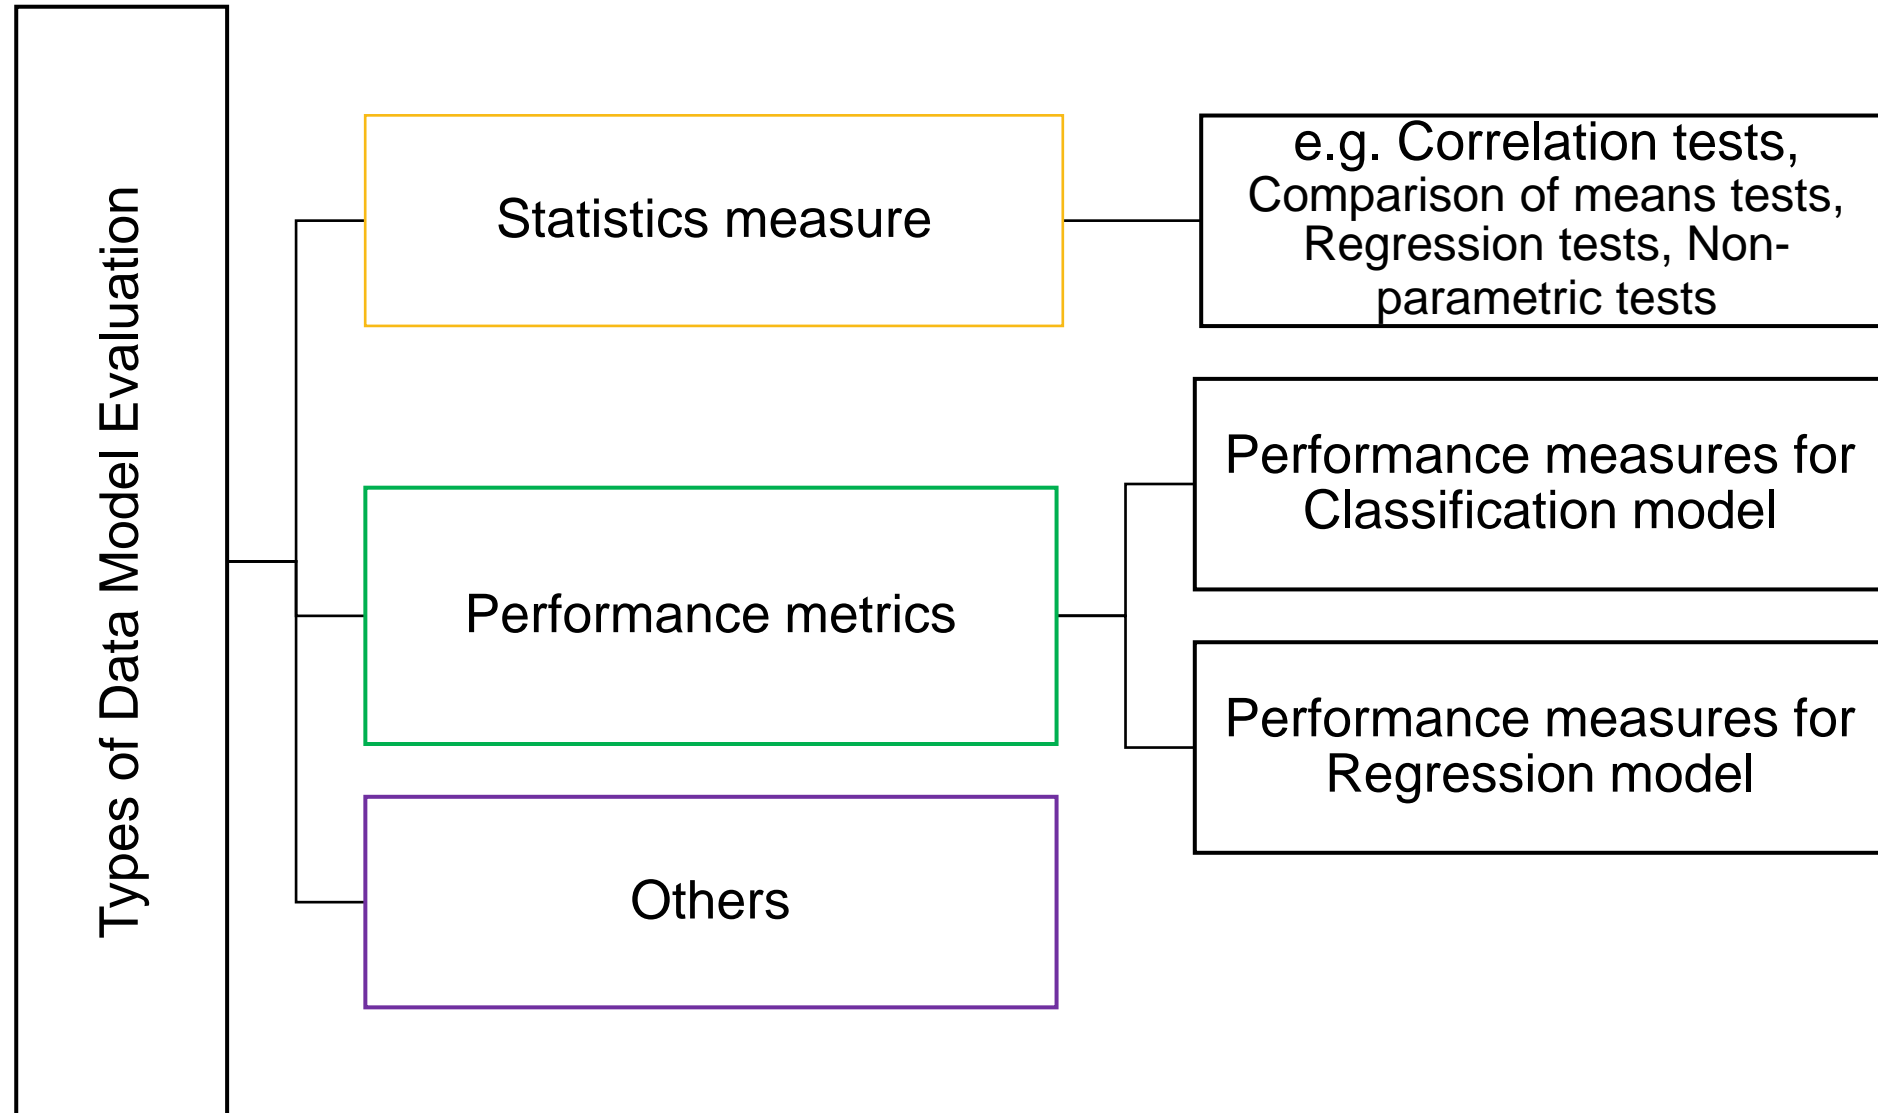 Types of Data Model Evaluation
Statistics measure
e.g. Correlation tests,
Comparison of means tests,
Regression tests, Non-
parametric tests
Performance metrics
Performance measures for
Classification model
Performance measures for
Regression model
Others